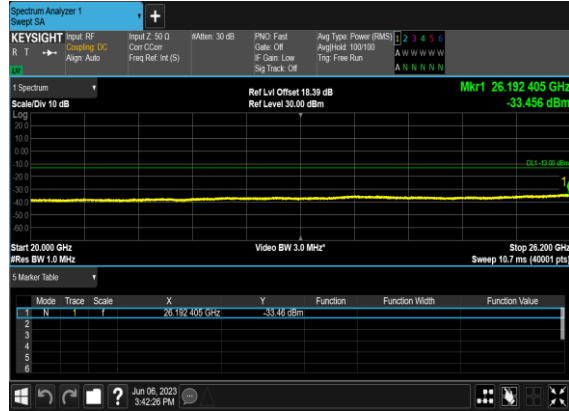 Spectrum Analyzer 1
Swept SA
+
KEYSIGHT Input: RF
R T Coupling: DC
Align: Auto
Input Z: 50 Ω
Corr CCorr
Freq Ref: Int (S)
#Atten: 30 dB
PNO: Fast
Gate: Off
IF Gain: Low
Sig Track: Off
Avg Type: Power (RMS)
Avg|Hold: 100/100
Trig: Free Run
1 2 3 4 5 6
A W W W W W
A N N N N N
1 Spectrum
Scale/Div 10 dB
Ref Lvl Offset 18.39 dB
Ref Level 30.00 dBm
Mkr1 26.192 405 GHz
-33.456 dBm
Log
20.0
10.0
0.00
-10.0
-20.0
-30.0
-40.0
-50.0
-60.0
DL1 -13.00 dBm
1
Start 20.000 GHz
#Res BW 1.0 MHz
Video BW 3.0 MHz*
Stop 26.200 GHz
Sweep 10.7 ms (40001 pts)
5 Marker Table
Mode Trace Scale X Y Function Function Width Function Value
1 N 1 f 26.192 405 GHz -33.46 dBm
2
3
4
5
6
?
Jun 06, 2023
3:42:26 PM